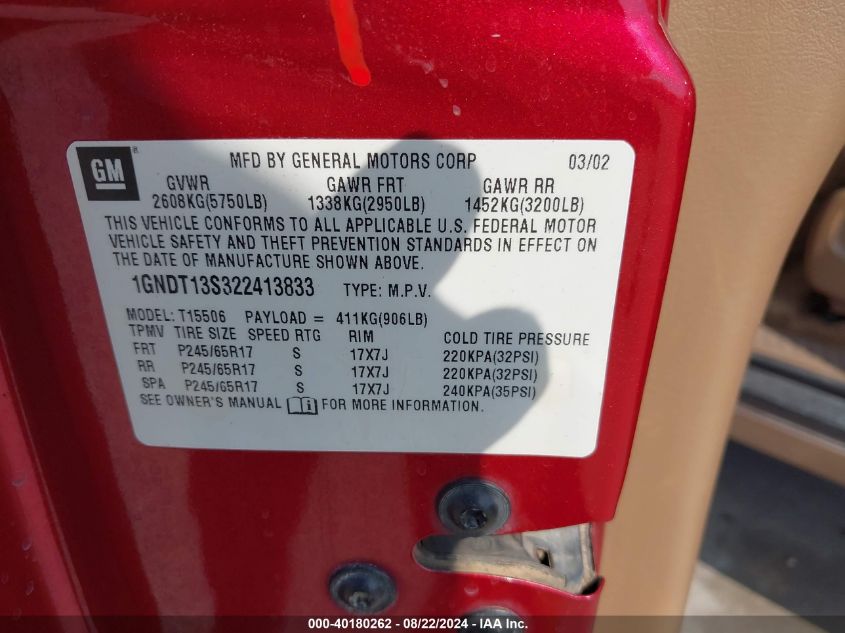 GM MFD BY GENERAL MOTORS CORP 03/02
GVWR GAWR FRT GAWR RR
2608KG(5750LB) 1338KG(2950LB) 1452KG(3200LB)
THIS VEHICLE CONFORMS TO ALL APPLICABLE U.S. FEDERAL MOTOR
VEHICLE SAFETY AND THEFT PREVENTION STANDARDS IN EFFECT ON
THE DATE OF MANUFACTURE SHOWN ABOVE.
1GNDT13S322413833 TYPE: M.P.V.
MODEL: T15506 PAYLOAD = 411KG(906LB)
TPMV TIRE SIZE SPEED RTG RIM COLD TIRE PRESSURE
FRT P245/65R17 S 17X7J 220KPA(32PSI)
RR P245/65R17 S 17X7J 220KPA(32PSI)
SPA P245/65R17 S 17X7J 240KPA(35PSI)
SEE OWNER'S MANUAL FOR MORE INFORMATION.
000-40180262 - 08/22/2024 - IAA Inc.